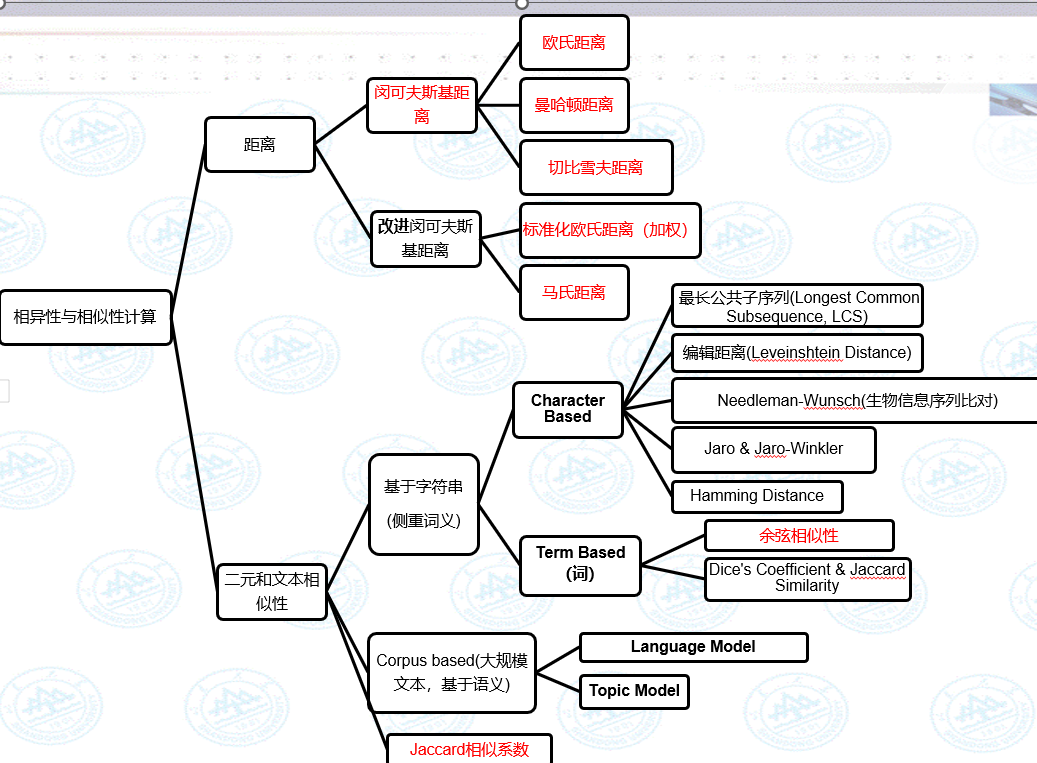 欧氏距离
闵可夫斯基距
离
曼哈顿距离
距离
切比雪夫距离
改进闵可夫斯
基距离
标准化欧氏距离（加权）
马氏距离
相异性与相似性计算
最长公共子序列(Longest Common
Subsequence, LCS)
编辑距离(Leveinshtein Distance)
Character
Based
Needleman-Wunsch(生物信息序列比对)
Jaro & Jaro-Winkler
基于字符串
(侧重词义)
Hamming Distance
Term Based
(词)
余弦相似性
Dice's Coefficient & Jaccard
Similarity
二元和文本相
似性
Corpus based(大规模
文本，基于语义)
Language Model
Topic Model
Jaccard相似系数